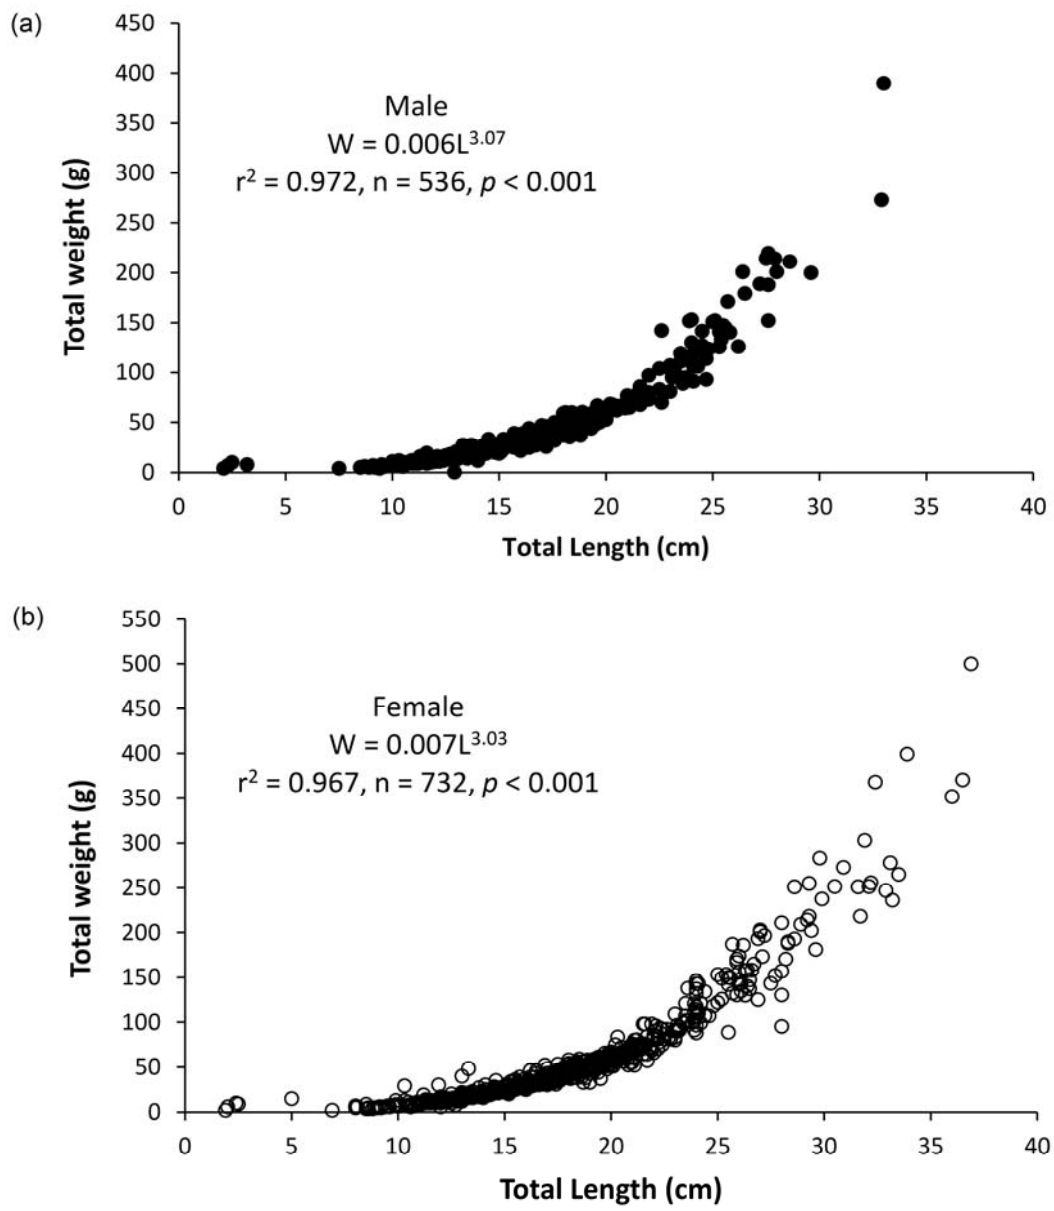 (a)
450
400
350
300
250
200
150
100
50
0
Total weight (g)
Male
W = 0.006L³·⁰⁷
r² = 0.972, n = 536, p < 0.001
0 5 10 15 20 25 30 35 40
Total Length (cm)
(b)
550
500
450
400
350
300
250
200
150
100
50
0
Total weight (g)
Female
W = 0.007L³·⁰³
r² = 0.967, n = 732, p < 0.001
0 5 10 15 20 25 30 35 40
Total Length (cm)